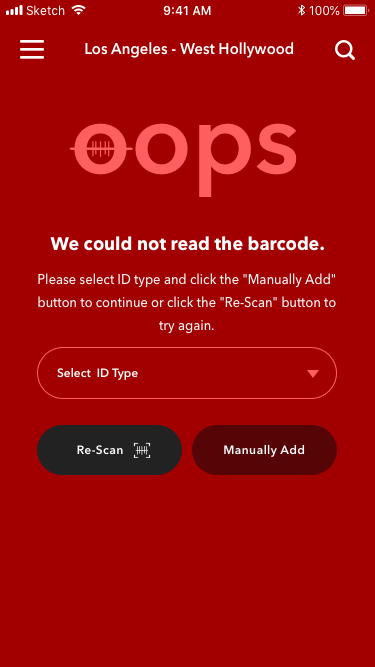 Sketch 9:41 AM 100%
Los Angeles - West Hollywood
oops
We could not read the barcode.
Please select ID type and click the "Manually Add"
button to continue or click the "Re-Scan" button to
try again.
Select ID Type
Re-Scan Manually Add